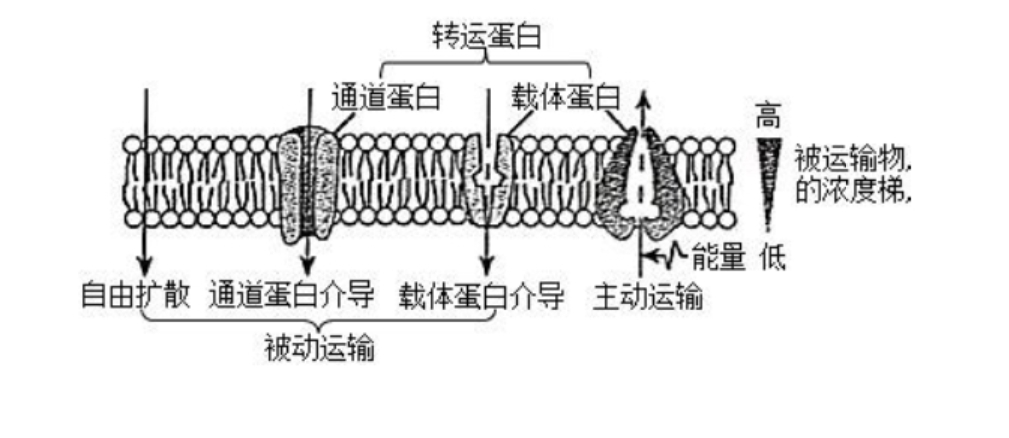 转运蛋白
通道蛋白
载体蛋白
高
被运输物.
的浓度梯.
能量
低
自由扩散
通道蛋白介导
载体蛋白介导
主动运输
被动运输